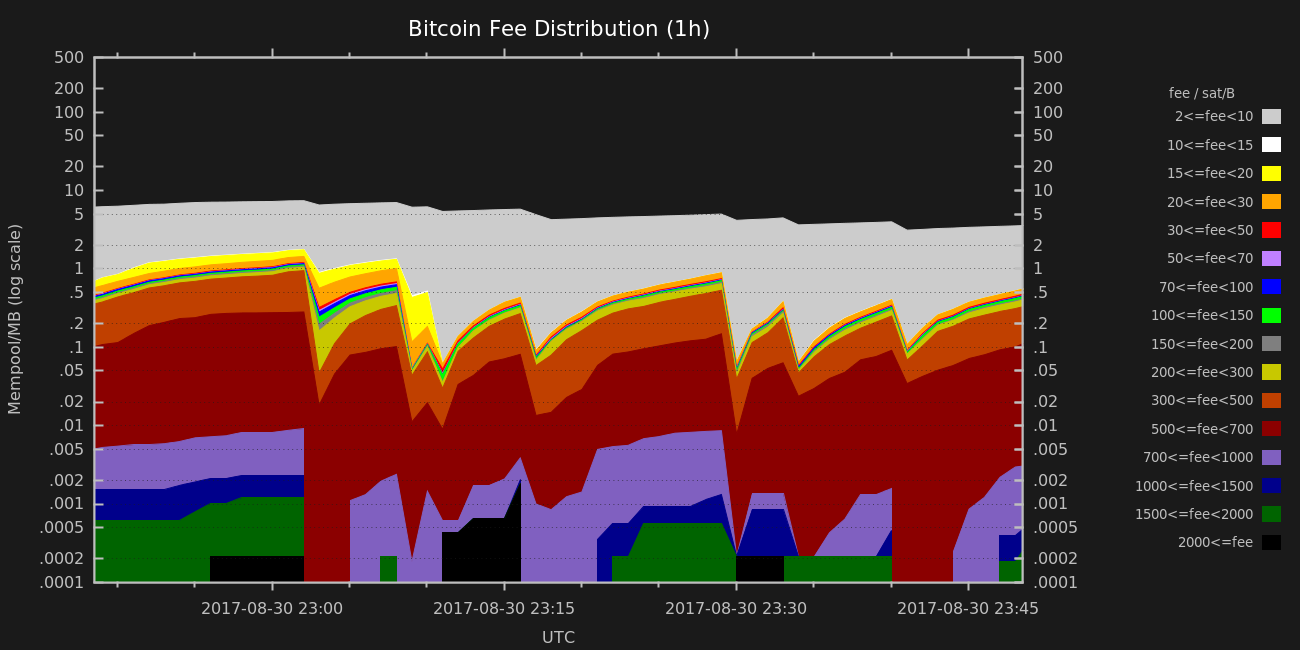 Bitcoin Fee Distribution (1h)
500 500
200 200
100 100
50 50
20 20
10 10
5 5
2 2
1 1
.5 .5
.2 .2
.1 .1
.05 .05
.02 .02
.01 .01
.005 .005
.002 .002
.001 .001
.0005 .0005
.0002 .0002
.0001 .0001
Mempool/MB (log scale)
2017-08-30 23:00 2017-08-30 23:15 2017-08-30 23:30 2017-08-30 23:45
UTC
fee / sat/B
2<=fee<10
10<=fee<15
15<=fee<20
20<=fee<30
30<=fee<50
50<=fee<70
70<=fee<100
100<=fee<150
150<=fee<200
200<=fee<300
300<=fee<500
500<=fee<700
700<=fee<1000
1000<=fee<1500
1500<=fee<2000
2000<=fee